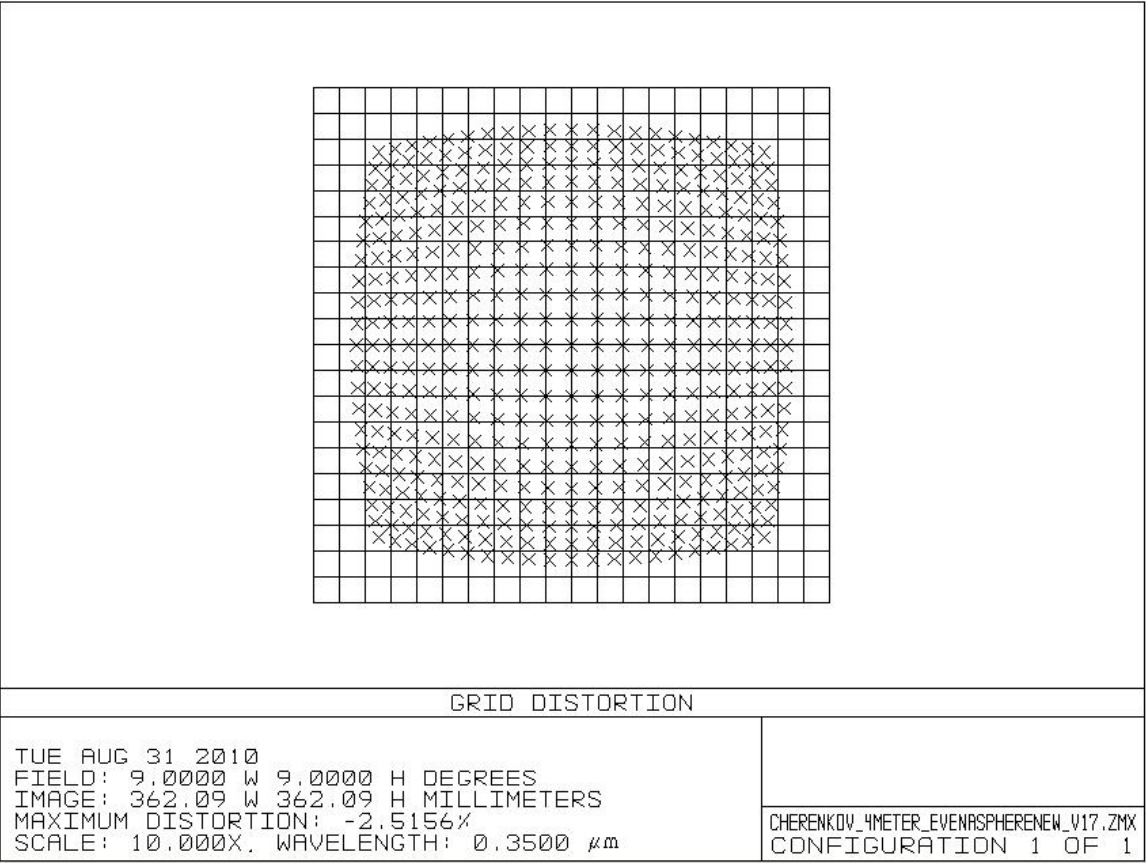 GRID DISTORTION
TUE AUG 31 2010
FIELD: 9.0000 W 9.0000 H DEGREES
IMAGE: 362.09 W 362.09 H MILLIMETERS
MAXIMUM DISTORTION: -2.5156%
SCALE: 10.000X, WAVELENGTH: 0.3500 µm
CHERENKOV_4METER_EVENASPHERENEW_V17.ZMX
CONFIGURATION 1 OF 1